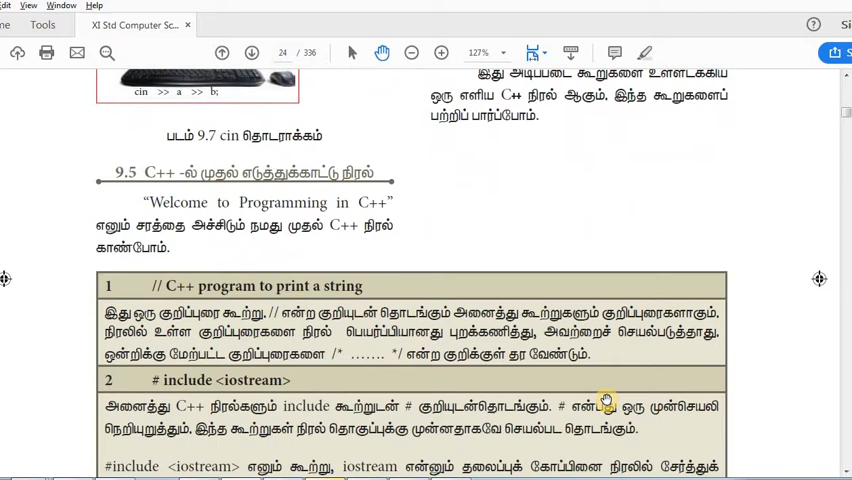 Edit View Window Help
me Tools XI Std Computer Sc... × Sign In
24 / 336 127% S
cin >> a >> b;
படம் 9.7 cin தொடராக்கம்
இது அடிப்படை கூறுகளை உள்ளடக்கிய
ஒரு எளிய C++ நிரல் ஆகும். இந்த கூறுகளைப்
பற்றிப் பார்ப்போம்.
9.5 C++ -ல் முதல் எடுத்துக்காட்டு நிரல்
“Welcome to Programming in C++”
எனும் சரத்தை அச்சிடும் நமது முதல் C++ நிரல்
காண்போம்.
1 // C++ program to print a string
இது ஒரு குறிப்புரை கூற்று. // என்ற குறியுடன் தொடங்கும் அனைத்து கூற்றுகளும் குறிப்புரைகளாகும்.
நிரலில் உள்ள குறிப்புரைகளை நிரல் பெயர்ப்பியானது புறக்கணித்து, அவற்றைச் செயல்படுத்தாது.
ஒன்றிக்கு மேற்பட்ட குறிப்புரைகளை /* ....... */ என்ற குறிக்குள் தர வேண்டும்.
2 # include <iostream>
அனைத்து C++ நிரல்களும் include கூற்றுடன் # குறியுடன்தொடங்கும். # என்பது ஒரு முன்செயலி
நெறியுறுத்தும். இந்த கூற்றுகள் நிரல் தொகுப்புக்கு முன்னதாகவே செயல்பட தொடங்கும்.
#include <iostream> எனும் கூற்று, iostream என்னும் தலைப்புக் கோப்பினை நிரலில் சேர்த்துக்